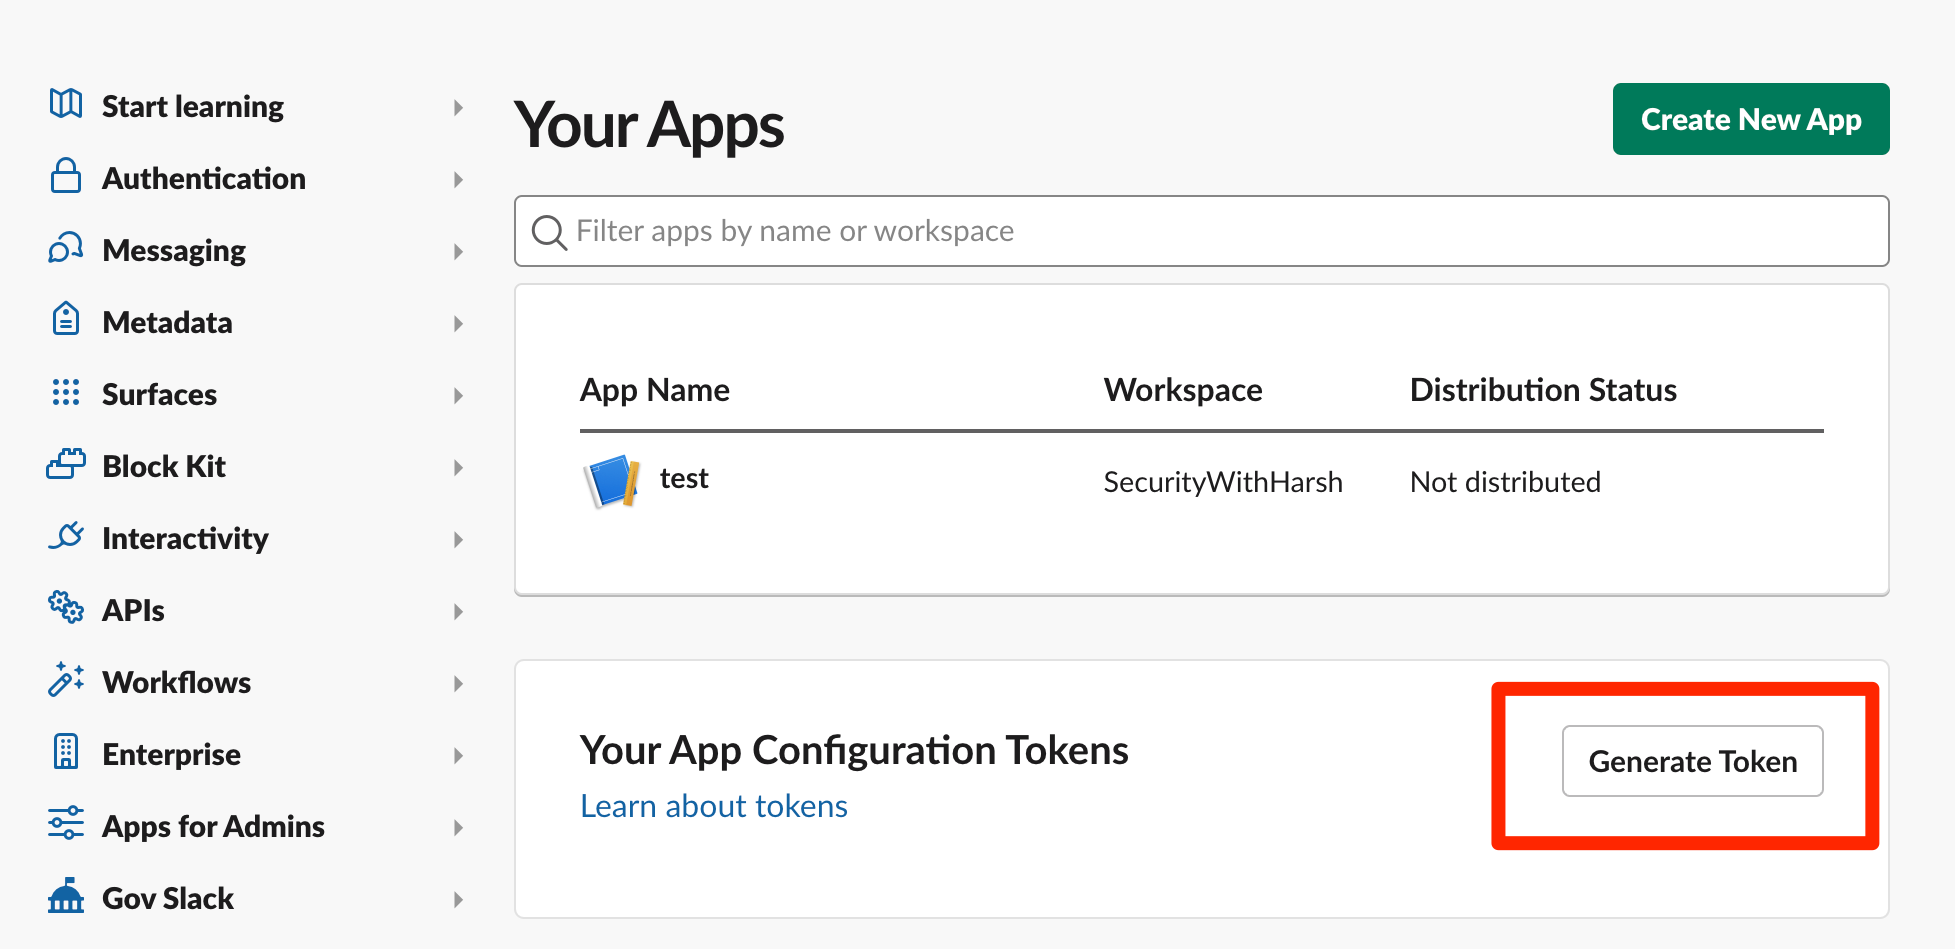 Start learning
Authentication
Messaging
Metadata
Surfaces
Block Kit
Interactivity
APIs
Workflows
Enterprise
Apps for Admins
Gov Slack
Your Apps
Create New App
Filter apps by name or workspace
App Name Workspace Distribution Status
test SecurityWithHarsh Not distributed
Your App Configuration Tokens
Learn about tokens
Generate Token